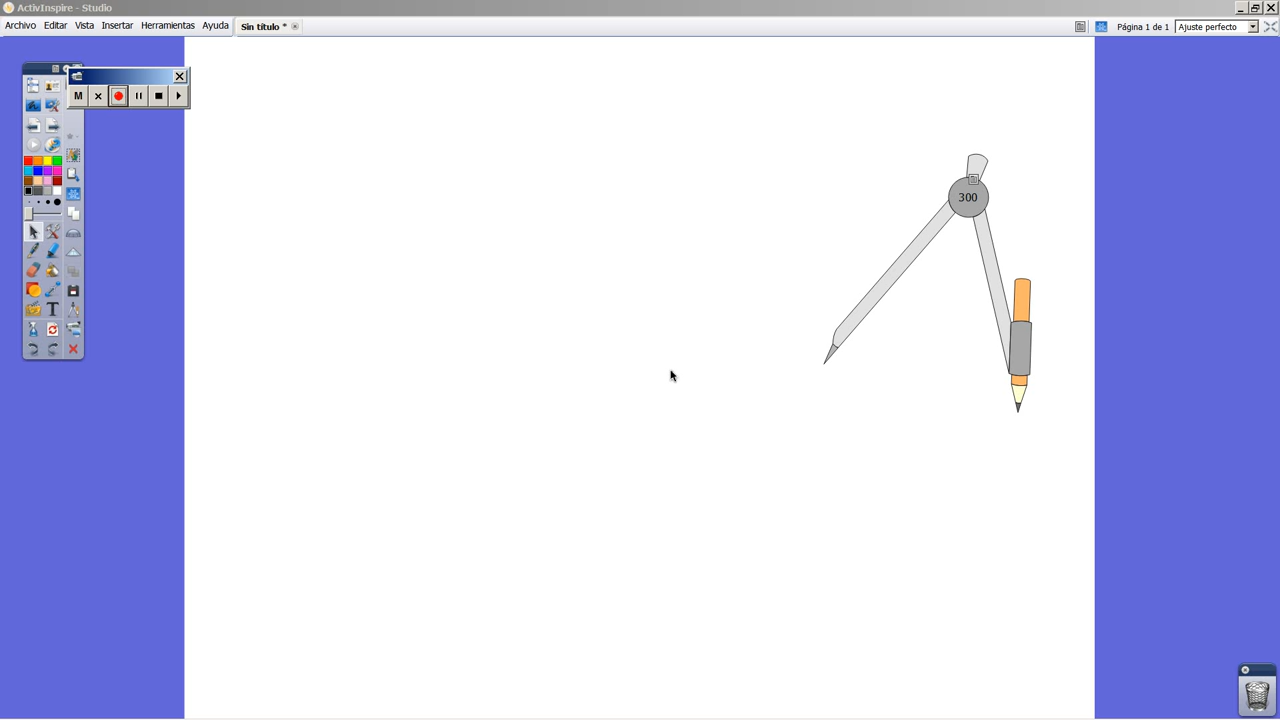 ActivInspire - Studio
Archivo Editar Vista Insertar Herramientas Ayuda Sin título * Página 1 de 1 Ajuste perfecto
M
T
300